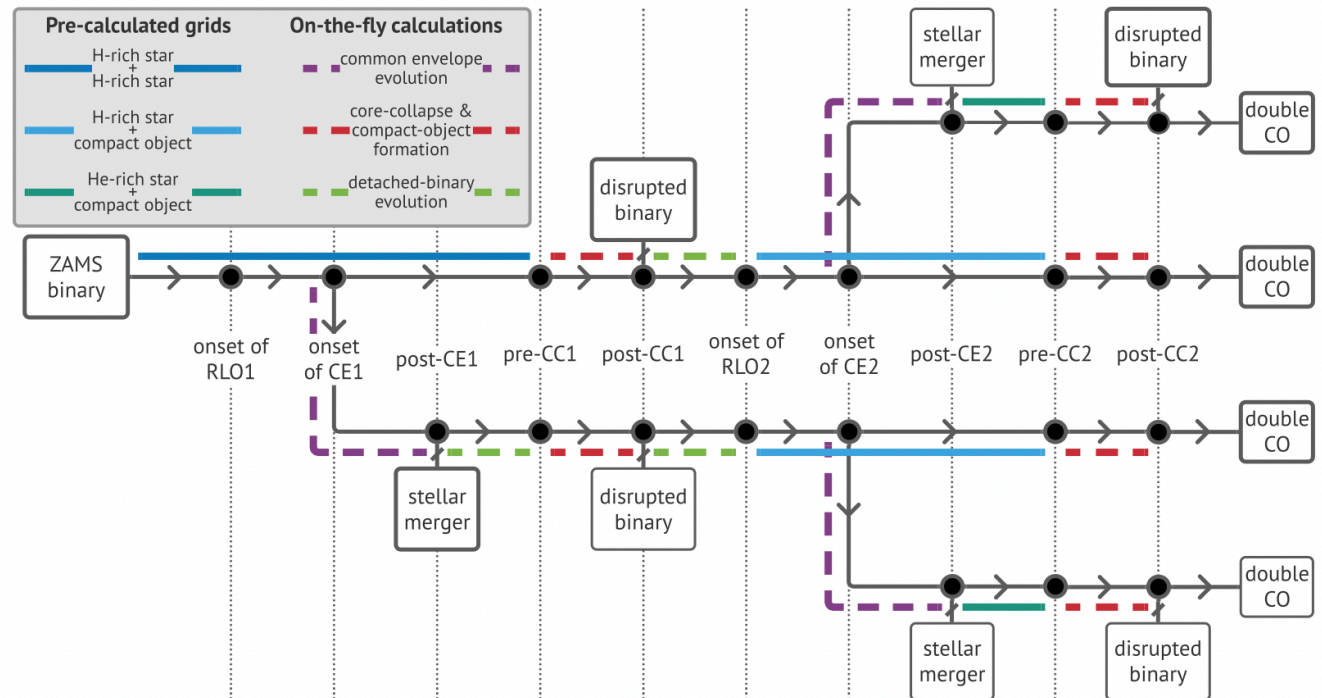 Pre-calculated grids
On-the-fly calculations
H-rich star
+
H-rich star
H-rich star
+
compact object
He-rich star
+
compact object
common envelope
evolution
core-collapse &
compact-object
formation
detached-binary
evolution
stellar
merger
disrupted
binary
double
CO
disrupted
binary
ZAMS
binary
double
CO
onset of
RLO1
onset
of CE1
post-CE1
pre-CC1
post-CC1
onset of
RLO2
onset
of CE2
post-CE2
pre-CC2
post-CC2
double
CO
stellar
merger
disrupted
binary
double
CO
stellar
merger
disrupted
binary